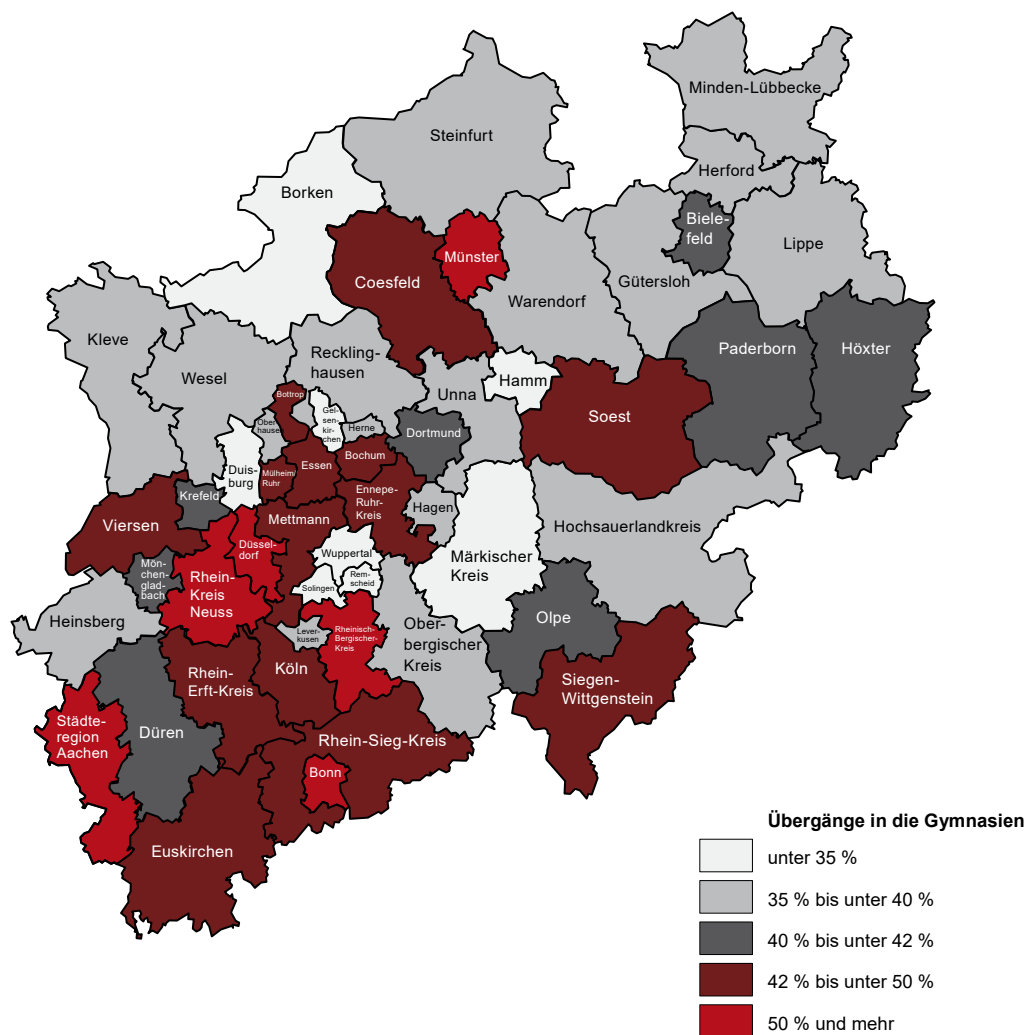 Minden-Lübbecke
Steinfurt
Herford
Borken
Biele-
feld
Lippe
Münster
Coesfeld
Gütersloh
Warendorf
Kleve
Paderborn
Höxter
Reckling-
hausen
Wesel
Hamm
Unna
Bottrop
Soest
Gel-
sen-
kir-
chen
Ober-
hausen
Herne
Dortmund
Bochum
Essen
Duis-
burg
Mülheim/
Ruhr
Krefeld
Ennepe-
Ruhr-
Kreis
Hagen
Viersen
Mettmann
Hochsauerlandkreis
Düssel-
dorf
Wuppertal
Märkischer
Kreis
Mön-
chen-
glad-
bach
Rhein-
Kreis
Neuss
Rem-
scheid
Solingen
Heinsberg
Olpe
Lever-
kusen
Rheinisch-
Bergischer-
Kreis
Ober-
bergischer
Kreis
Rhein-
Erft-Kreis
Köln
Siegen-
Wittgenstein
Städte-
region
Aachen
Düren
Rhein-Sieg-Kreis
Bonn
Euskirchen
Übergänge in die Gymnasien
unter 35 %
35 % bis unter 40 %
40 % bis unter 42 %
42 % bis unter 50 %
50 % und mehr